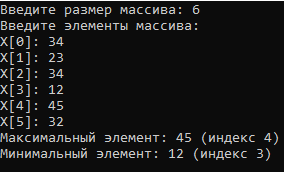 Введите размер массива: 6
Введите элементы массива:
X[0]: 34
X[1]: 23
X[2]: 34
X[3]: 12
X[4]: 45
X[5]: 32
Максимальный элемент: 45 (индекс 4)
Минимальный элемент: 12 (индекс 3)